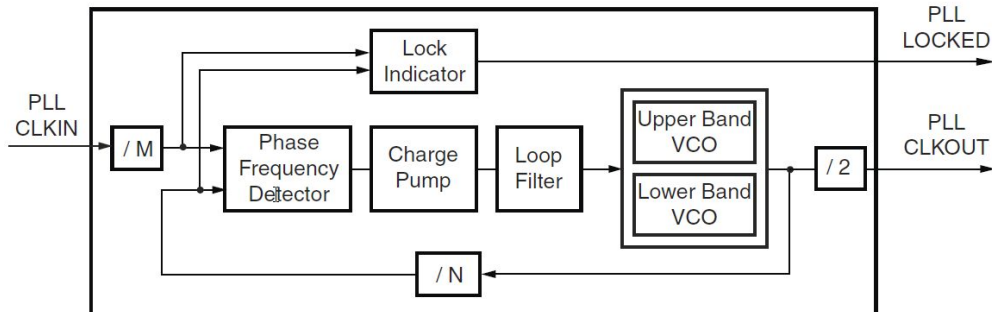 PLL
LOCKED
Lock
Indicator
PLL
CLKIN
/ M
Phase
Frequency
Detector
Charge
Pump
Loop
Filter
Upper Band
VCO
Lower Band
VCO
/ 2
PLL
CLKOUT
/ N